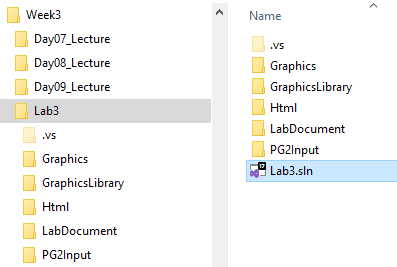 Week3
Day07_Lecture
Day08_Lecture
Day09_Lecture
Lab3
.vs
Graphics
GraphicsLibrary
Html
LabDocument
PG2Input
Name
.vs
Graphics
GraphicsLibrary
Html
LabDocument
PG2Input
Lab3.sln